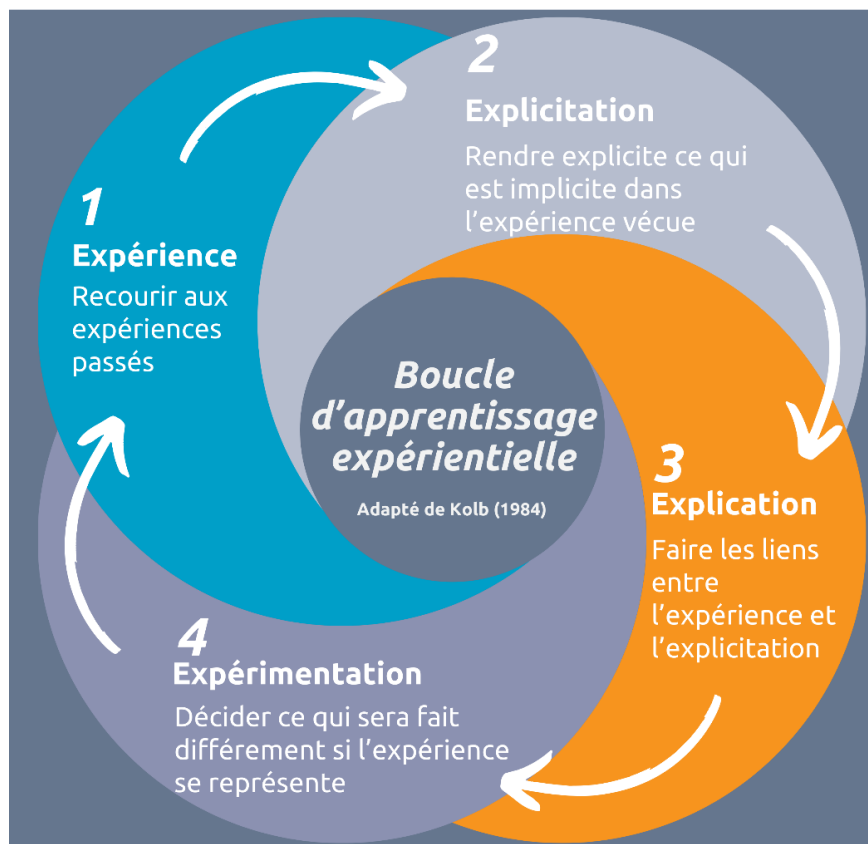 1
Expérience
Recourir aux
expériences
passés
2
Explicitation
Rendre explicite ce qui
est implicite dans
l'expérience vécue
3
Explication
Faire les liens
entre
l'expérience et
l'explicitation
4
Expérimentation
Décider ce qui sera fait
différement si l'expérience
se représente
Boucle
d'apprentissage
expérientielle
Adapté de Kolb (1984)